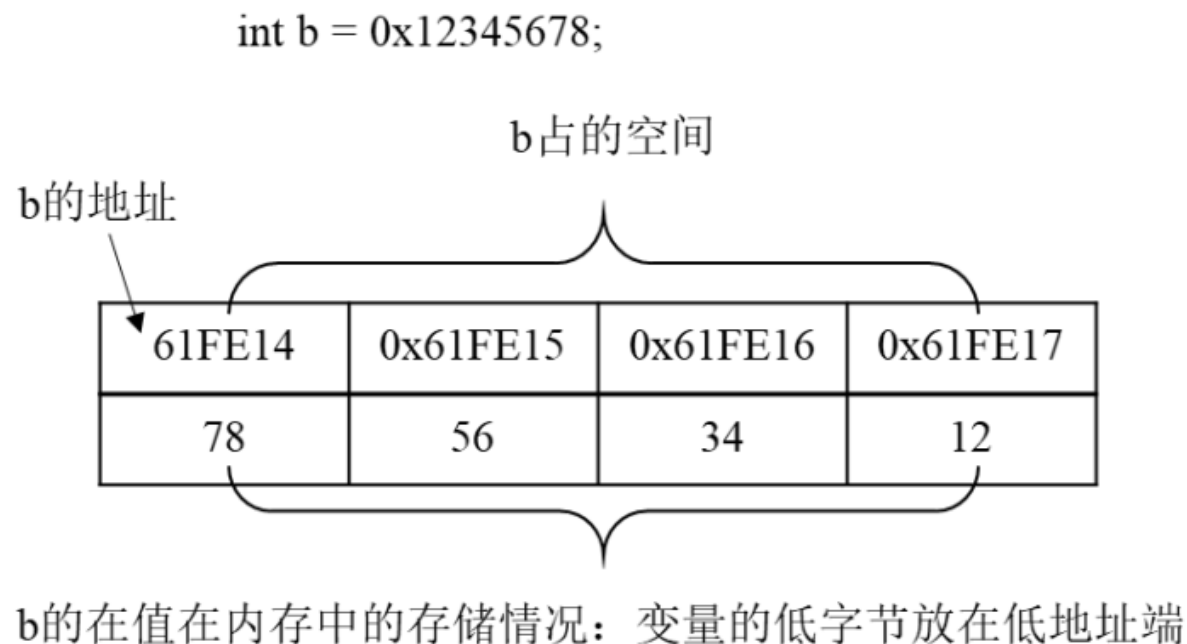 int b = 0x12345678;
b占的空间
b的地址
61FE14 0x61FE15 0x61FE16 0x61FE17
78 56 34 12
b的在值在内存中的存储情况：变量的低字节放在低地址端